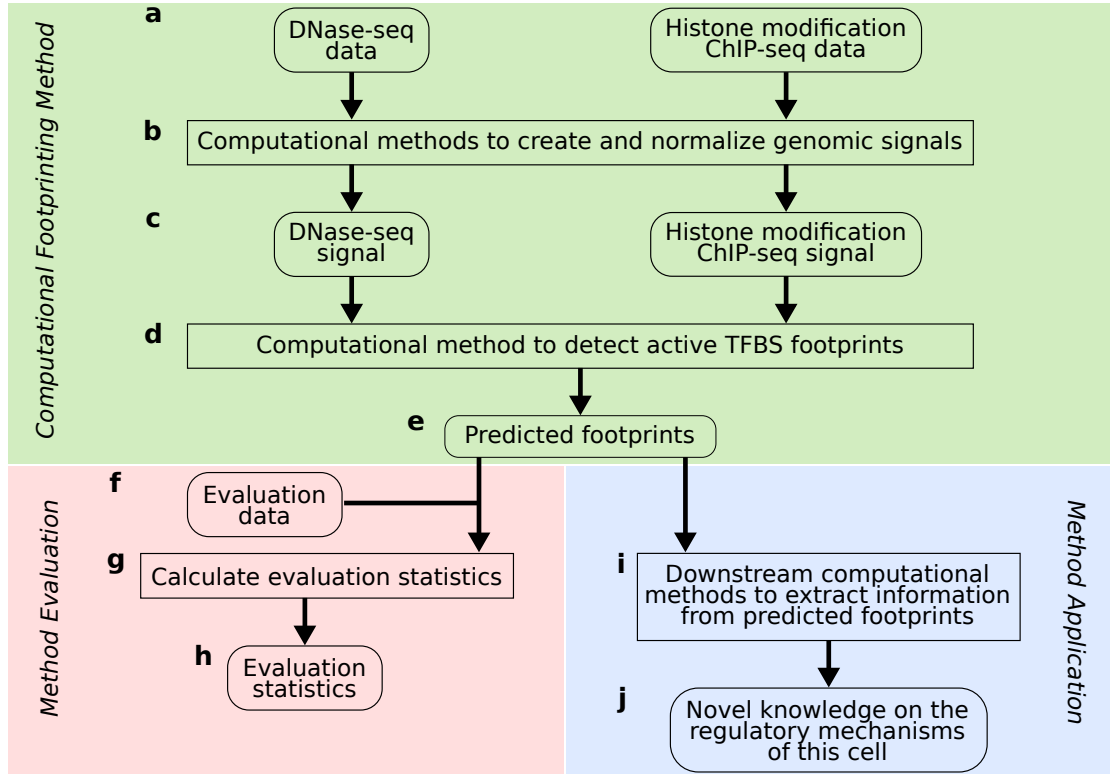 Computational Footprinting Method
a
DNase-seq
data
Histone modification
ChIP-seq data
b
Computational methods to create and normalize genomic signals
c
DNase-seq
signal
Histone modification
ChIP-seq signal
d
Computational method to detect active TFBS footprints
e
Predicted footprints
Method Evaluation
f
Evaluation
data
g
Calculate evaluation statistics
h
Evaluation
statistics
Method Application
i
Downstream computational
methods to extract information
from predicted footprints
j
Novel knowledge on the
regulatory mechanisms
of this cell